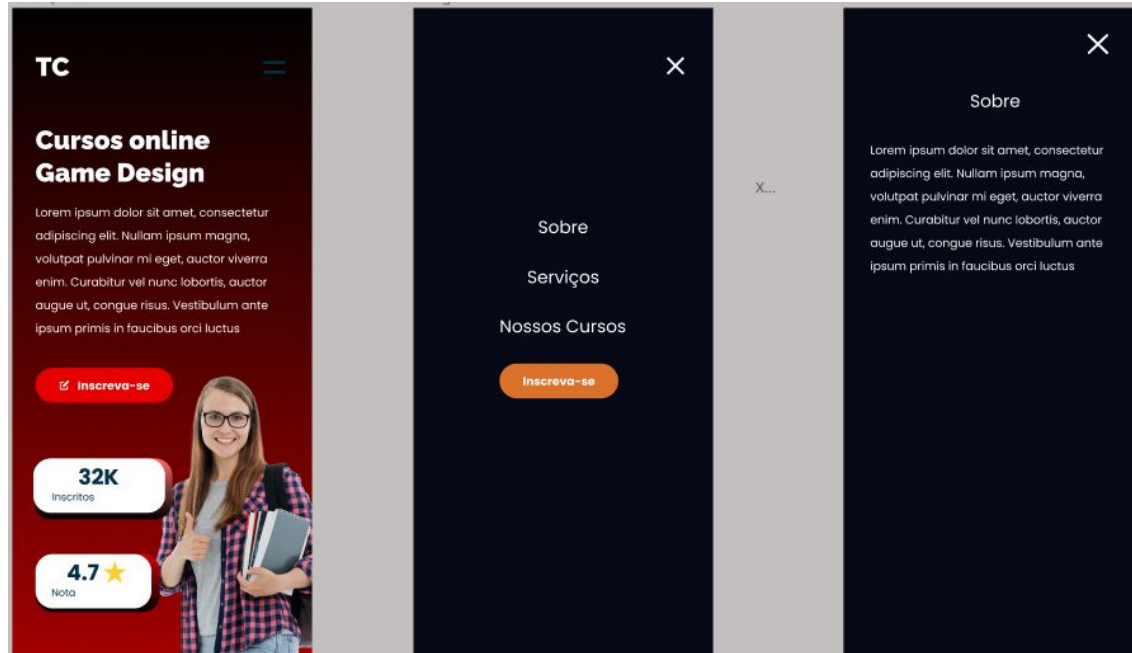 TC
Cursos online
Game Design
Lorem ipsum dolor sit amet, consectetur
adipiscing elit. Nullam ipsum magna,
volutpat pulvinar mi eget, auctor viverra
enim. Curabitur vel nunc lobortis, auctor
augue ut, congue risus. Vestibulum ante
ipsum primis in faucibus orci luctus
Inscreva-se
32K
Inscritos
4.7
Nota
Sobre
Serviços
Nossos Cursos
Inscreva-se
X...
Sobre
Lorem ipsum dolor sit amet, consectetur
adipiscing elit. Nullam ipsum magna,
volutpat pulvinar mi eget, auctor viverra
enim. Curabitur vel nunc lobortis, auctor
augue ut, congue risus. Vestibulum ante
ipsum primis in faucibus orci luctus